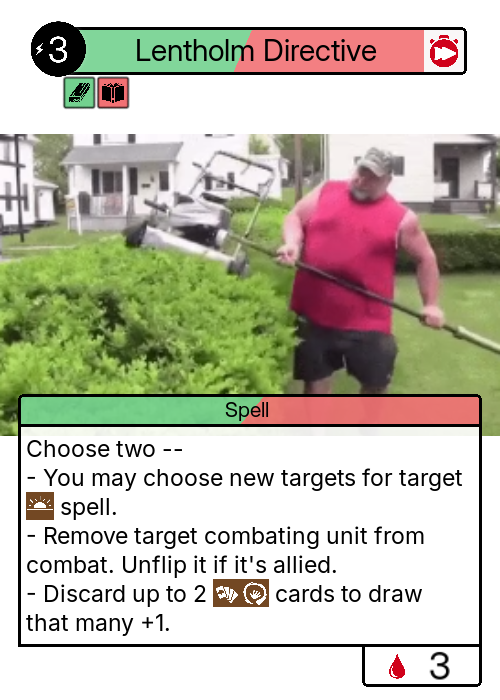 3 Lentholm Directive
Spell
Choose two --
- You may choose new targets for target
spell.
- Remove target combating unit from
combat. Unflip it if it's allied.
- Discard up to 2 cards to draw
that many +1.
3